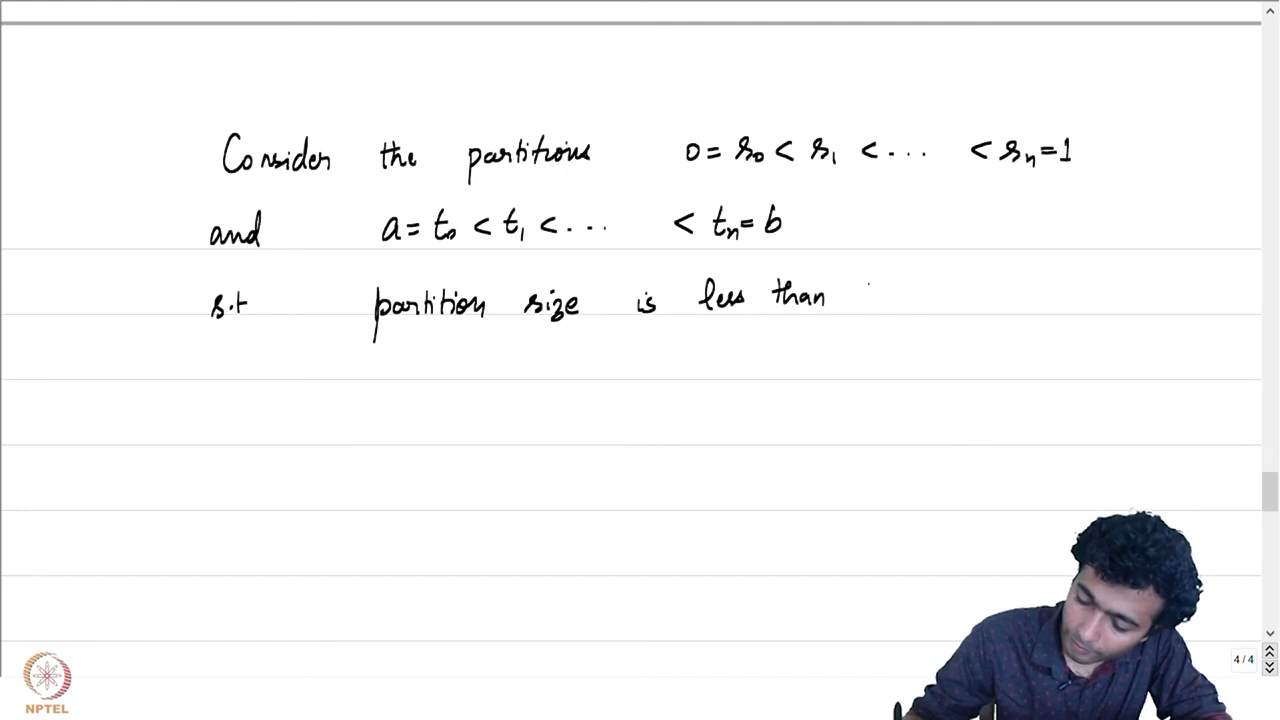 Consider the partitions 0 = s₀ < s₁ < ... < sₙ = 1
and a = t₀ < t₁ < ... < tₙ = b
s.t partition size is less than
4 / 4
NPTEL